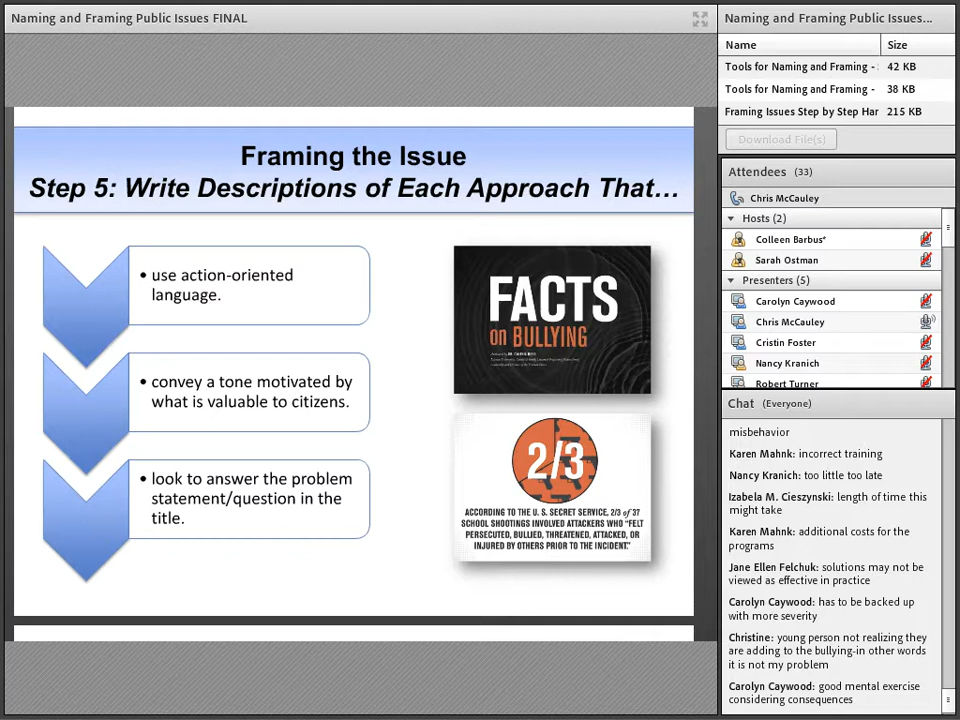 Naming and Framing Public Issues FINAL
Framing the Issue
Step 5: Write Descriptions of Each Approach That...
• use action-oriented
language.
• convey a tone motivated by
what is valuable to citizens.
• look to answer the problem
statement/question in the
title.
FACTS
on BULLYING
2/3
ACCORDING TO THE U. S. SECRET SERVICE, 2/3 of 37
SCHOOL SHOOTINGS INVOLVED ATTACKERS WHO "FELT
PERSECUTED, BULLIED, THREATENED, ATTACKED, OR
INJURED BY OTHERS PRIOR TO THE INCIDENT."
Naming and Framing Public Issues...
Name Size
Tools for Naming and Framing - 42 KB
Tools for Naming and Framing - 38 KB
Framing Issues Step by Step Har 215 KB
Download File(s)
Attendees (33)
Chris McCauley
Hosts (2)
Colleen Barbus*
Sarah Ostman
Presenters (5)
Carolyn Caywood
Chris McCauley
Cristin Foster
Nancy Kranich
Robert Turner
Chat (Everyone)
misbehavior
Karen Mahnk: incorrect training
Nancy Kranich: too little too late
Izabela M. Cieszynski: length of time this
might take
Karen Mahnk: additional costs for the
programs
Jane Ellen Felchuk: solutions may not be
viewed as effective in practice
Carolyn Caywood: has to be backed up
with more severity
Christine: young person not realizing they
are adding to the bullying-in other words
it is not my problem
Carolyn Caywood: good mental exercise
considering consequences